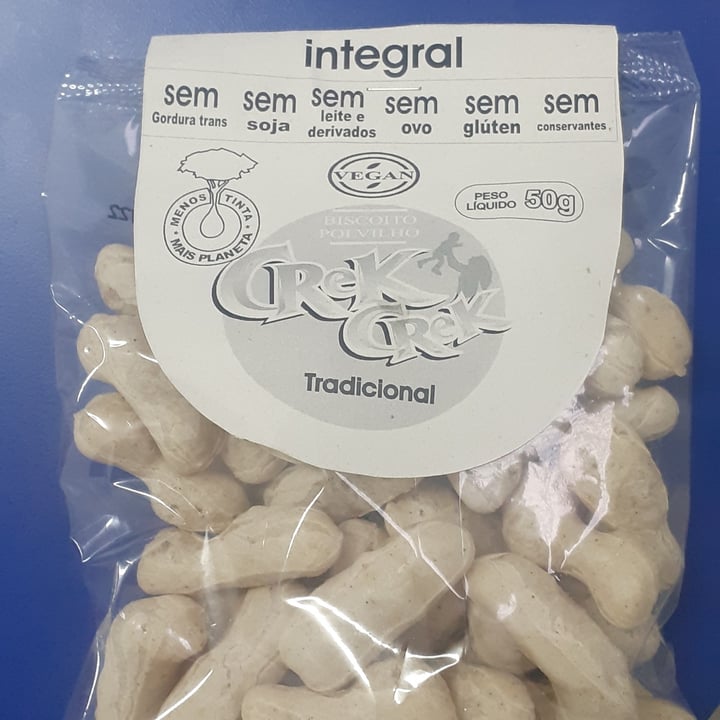 integral
sem Gordura trans
sem soja
sem leite e derivados
sem ovo
sem glúten
sem conservantes
MENOS TINTA
MAIS PLANETA
VEGAN
PESO LÍQUIDO 50g
BISCOITO
POLVILHO
CReK
CReK
Tradicional